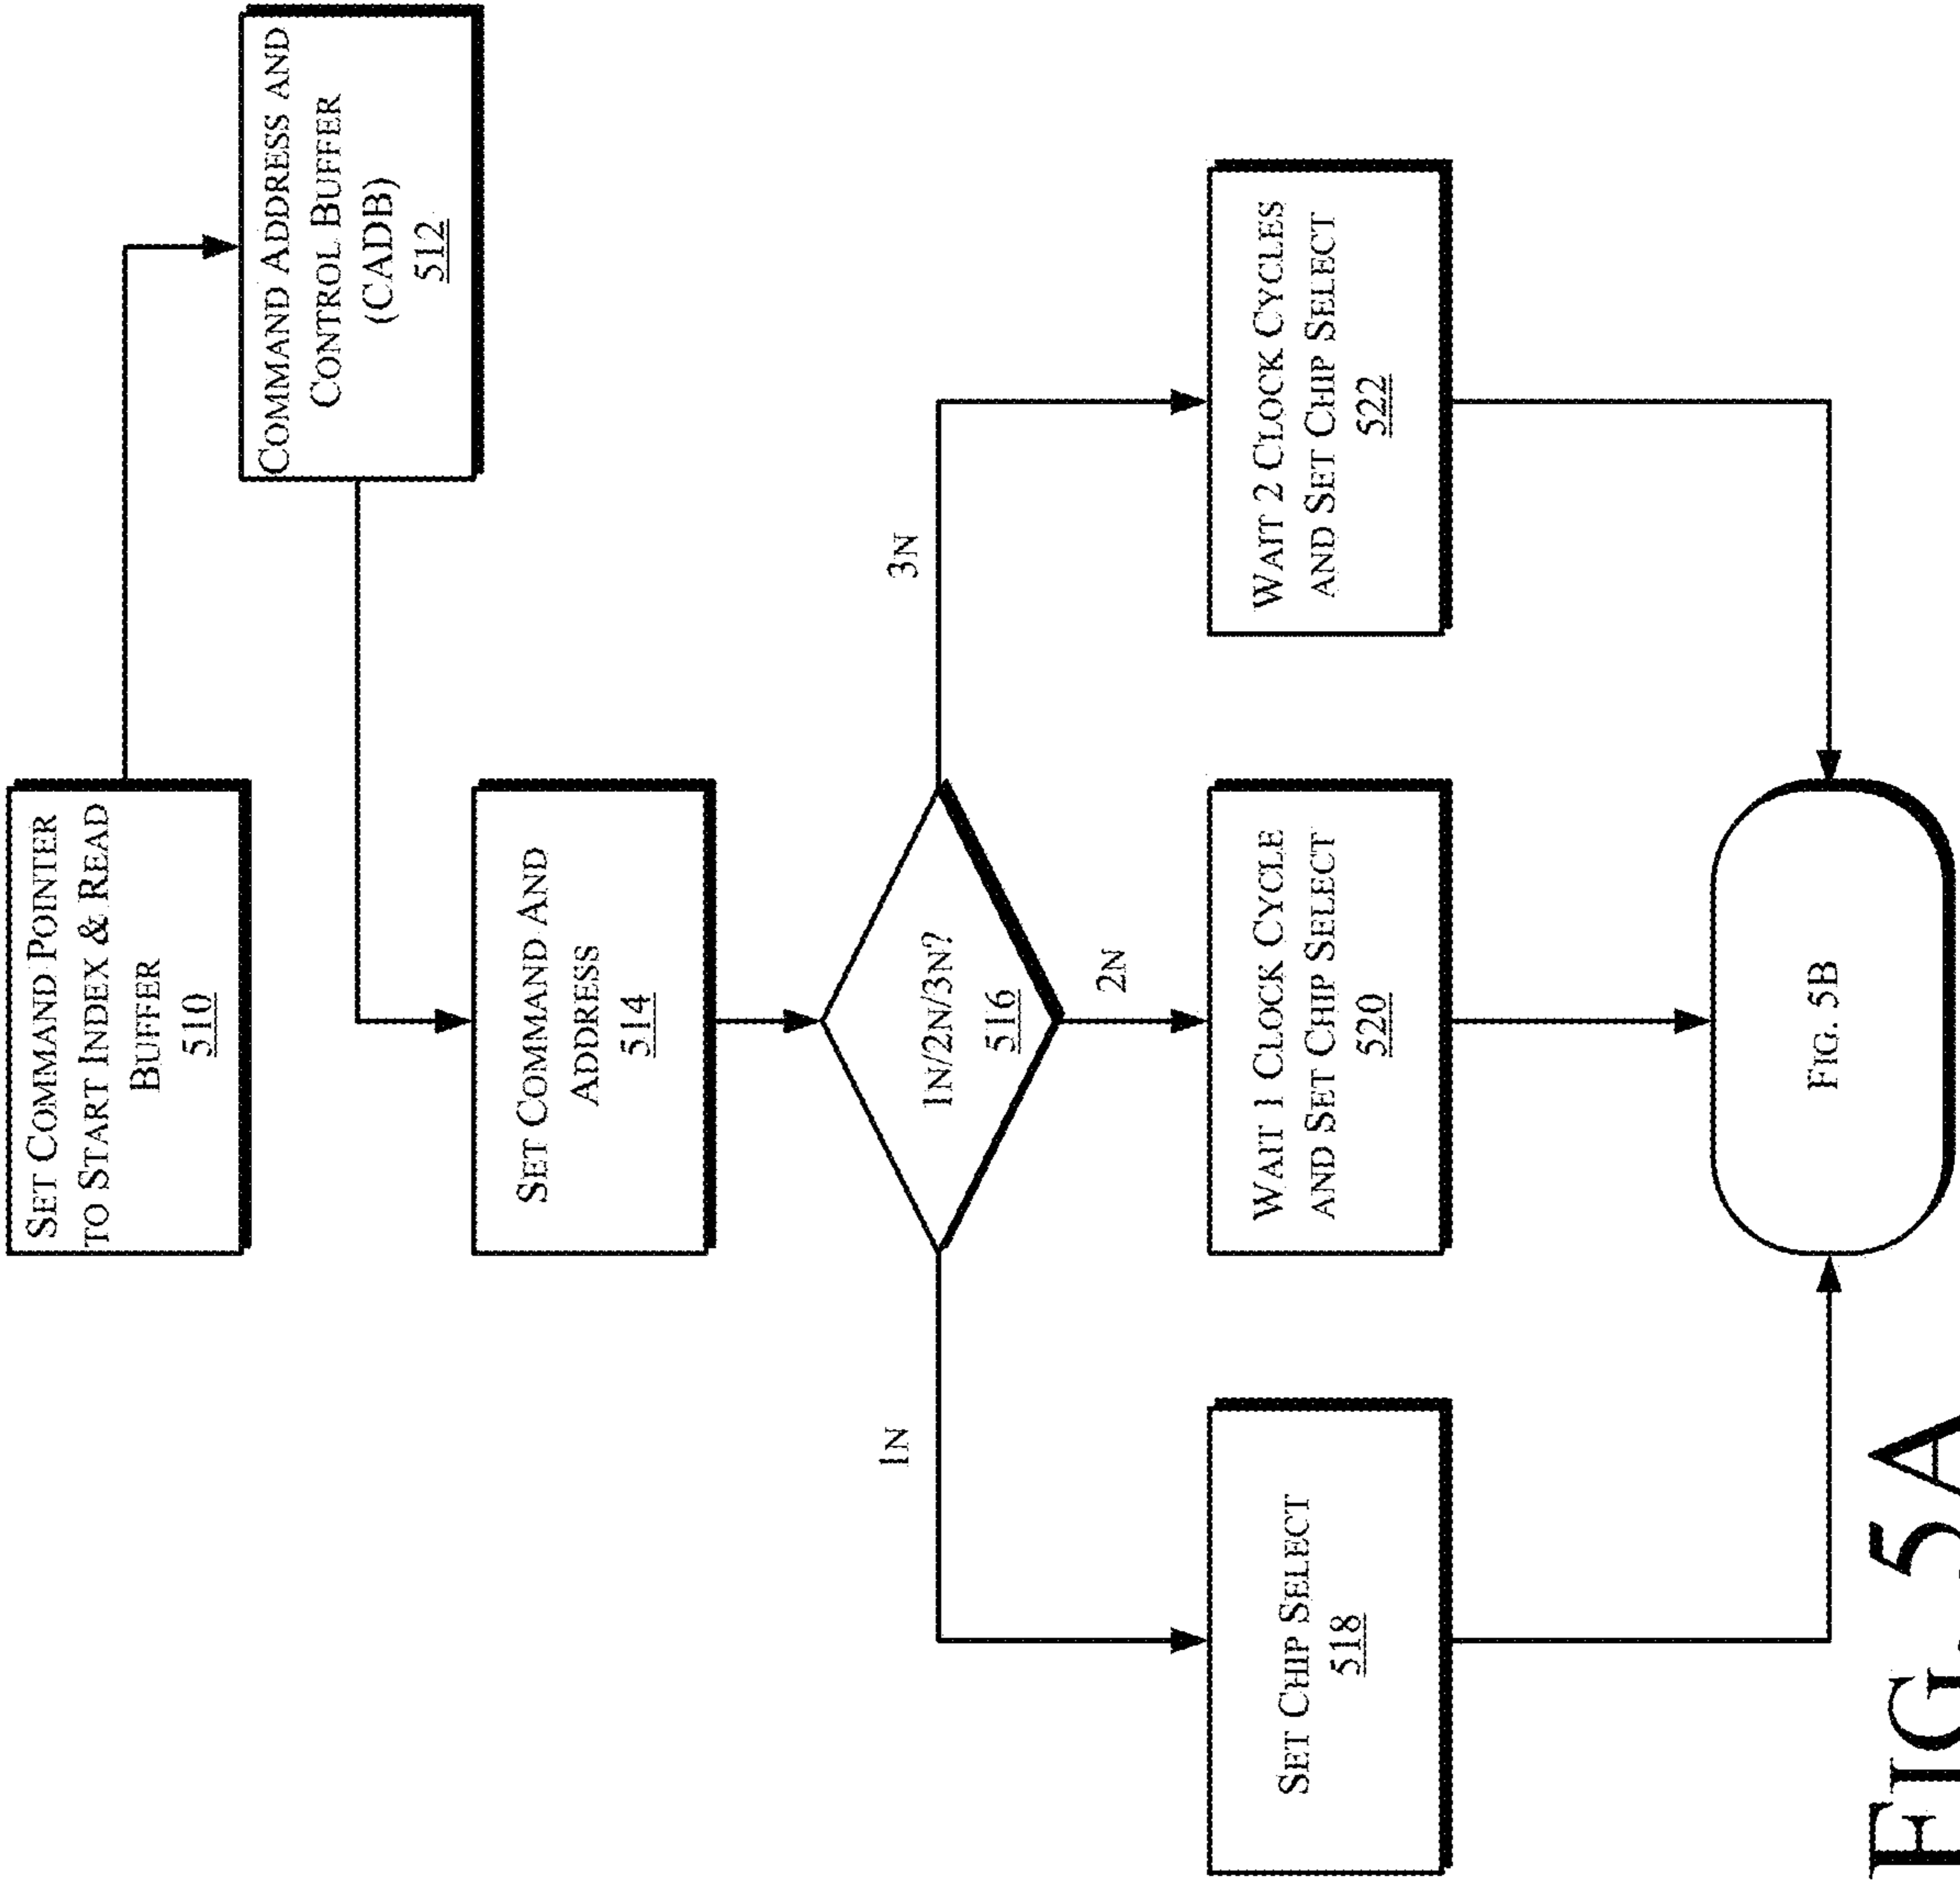 SET COMMAND POINTER
TO START INDEX & READ
BUFFER
510
COMMAND ADDRESS AND
CONTROL BUFFER
(CADB)
512
SET COMMAND AND
ADDRESS
514
1N/2N/3N?
516
1N
2N
3N
SET CHIP SELECT
518
WAIT 1 CLOCK CYCLE
AND SET CHIP SELECT
520
WAIT 2 CLOCK CYCLES
AND SET CHIP SELECT
522
FIG. 5B
FIG. 5A